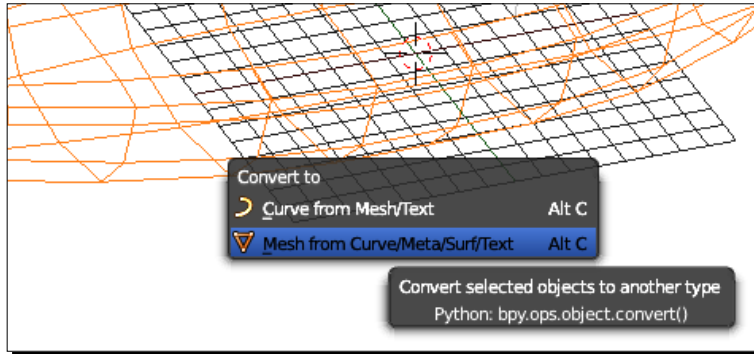 Convert to
Curve from Mesh/Text Alt C
Mesh from Curve/Meta/Surf/Text Alt C
Convert selected objects to another type
Python: bpy.ops.object.convert()